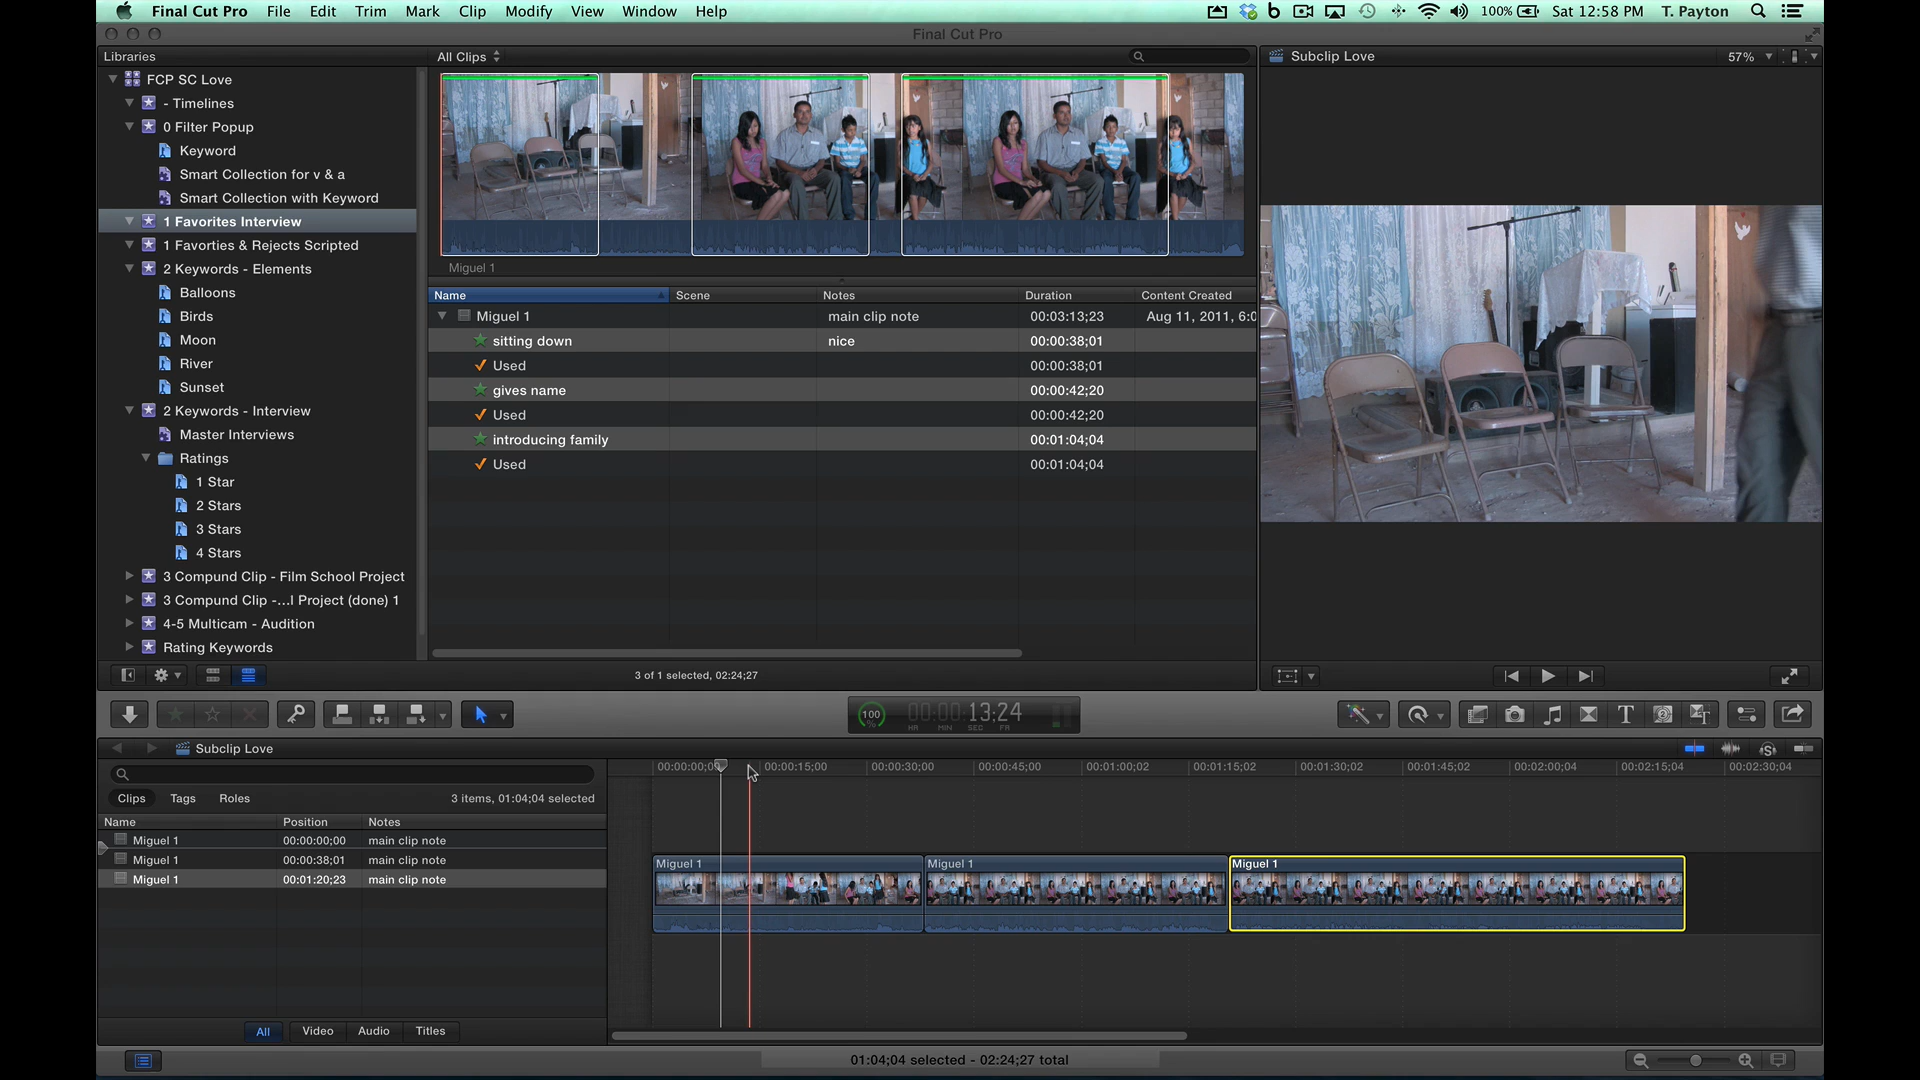 Final Cut Pro File Edit Trim Mark Clip Modify View Window Help 100% Sat 12:58 PM T. Payton
Final Cut Pro
Libraries
FCP SC Love
- Timelines
0 Filter Popup
Keyword
Smart Collection for v & a
Smart Collection with Keyword
1 Favorites Interview
1 Favorties & Rejects Scripted
2 Keywords - Elements
Balloons
Birds
Moon
River
Sunset
2 Keywords - Interview
Master Interviews
Ratings
1 Star
2 Stars
3 Stars
4 Stars
3 Compund Clip - Film School Project
3 Compund Clip -...l Project (done) 1
4-5 Multicam - Audition
Rating Keywords
All Clips
Miguel 1
Name Scene Notes Duration Content Created
Miguel 1 main clip note 00:03:13;23 Aug 11, 2011, 6:0
sitting down nice 00:00:38;01
Used 00:00:38;01
gives name 00:00:42;20
Used 00:00:42;20
introducing family 00:01:04;04
Used 00:01:04;04
3 of 1 selected, 02:24;27
Subclip Love 57%
100 00:00:13;24
HR MIN SEC FR
Subclip Love
Clips Tags Roles 3 items, 01:04;04 selected
Name Position Notes
Miguel 1 00:00:00;00 main clip note
Miguel 1 00:00:38;01 main clip note
Miguel 1 00:01:20;23 main clip note
All Video Audio Titles
00:00:00;0 00:00:15;00 00:00:30;00 00:00:45;00 00:01:00;02 00:01:15;02 00:01:30;02 00:01:45;02 00:02:00;04 00:02:15;04 00:02:30;04
Miguel 1 Miguel 1 Miguel 1
01:04;04 selected - 02:24;27 total